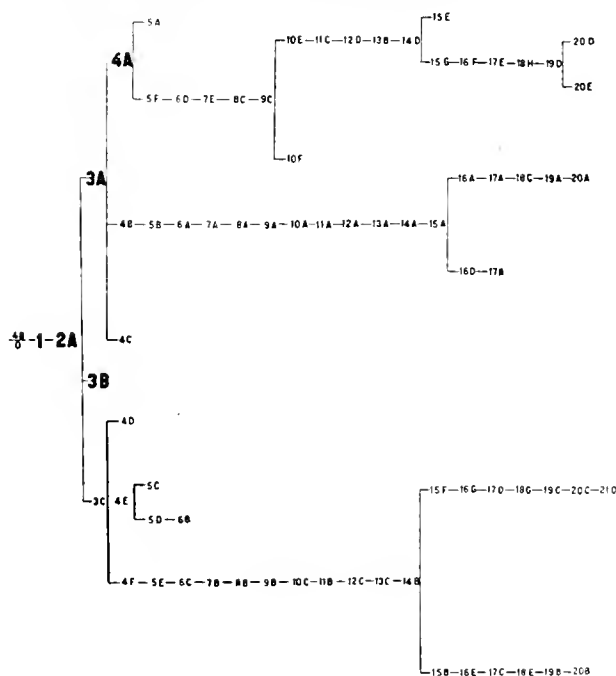 5A
15E
4A
10E—11C—12D—13B—14D
20D
15G—16F—17E—18H—19D
20E
5F—6D—7E—8C—9C
10F
3A
16A—17A—18C—19A—20A
4B 5B—6A—7A—8A—9A—10A—11A—12A—13A—14A—15A
16D—17B
-1-2A
4C
3B
4D
5C
15F—16G—17D—18G—19C—20C—21D
3C 4E
5D—6B
4F—5E—6C—7B—8B—9B—10C—11B—12C—13C—14B
15B—16E—17C—18E—19B—20B